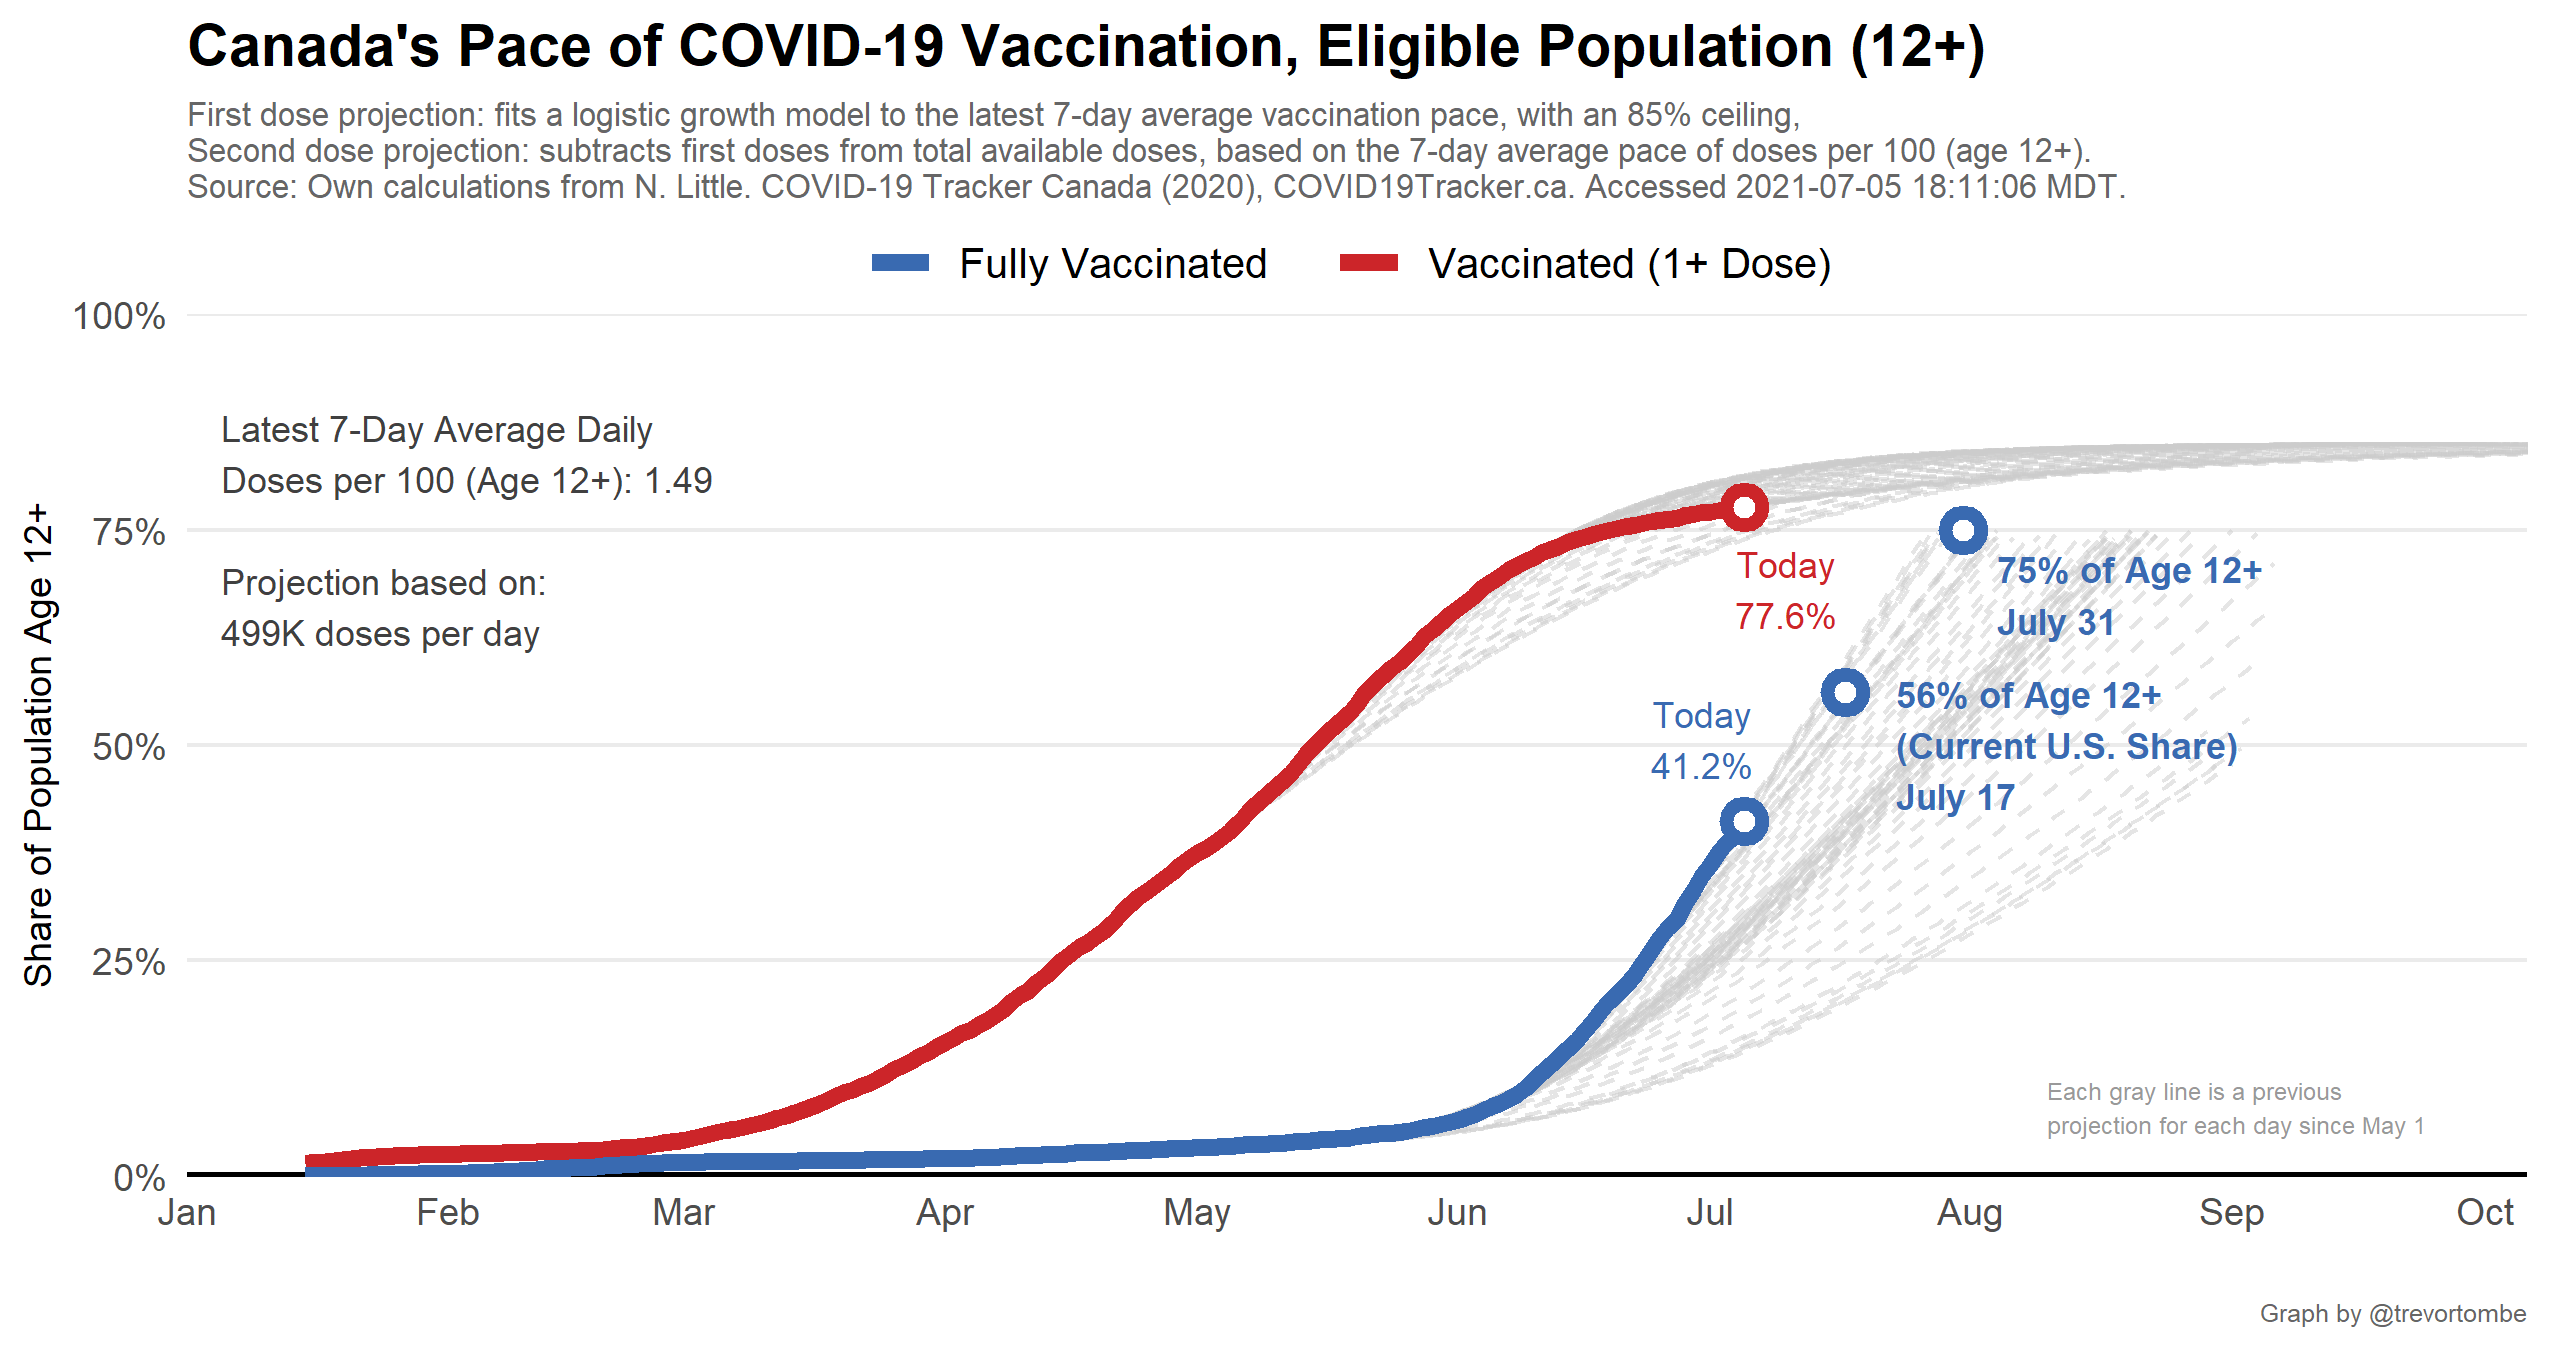 Canada's Pace of COVID-19 Vaccination, Eligible Population (12+)
First dose projection: fits a logistic growth model to the latest 7-day average vaccination pace, with an 85% ceiling,
Second dose projection: subtracts first doses from total available doses, based on the 7-day average pace of doses per 100 (age 12+).
Source: Own calculations from N. Little. COVID-19 Tracker Canada (2020), COVID19Tracker.ca. Accessed 2021-07-05 18:11:06 MDT.
Fully Vaccinated
Vaccinated (1+ Dose)
Share of Population Age 12+
100%
75%
50%
25%
0%
Latest 7-Day Average Daily
Doses per 100 (Age 12+): 1.49
Projection based on:
499K doses per day
Today
77.6%
75% of Age 12+
July 31
Today
41.2%
56% of Age 12+
(Current U.S. Share)
July 17
Each gray line is a previous
projection for each day since May 1
Jan
Feb
Mar
Apr
May
Jun
Jul
Aug
Sep
Oct
Graph by @trevortombe